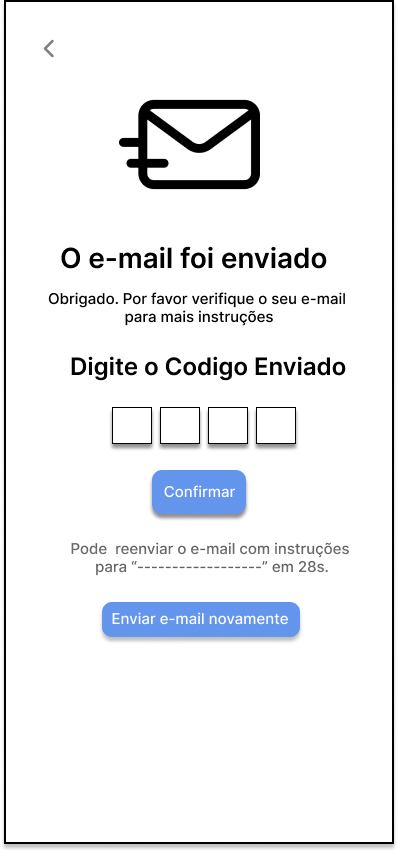 O e-mail foi enviado
Obrigado. Por favor verifique o seu e-mail
para mais instruções
Digite o Codigo Enviado
Confirmar
Pode  reenviar o e-mail com instruções
para “------------------” em 28s.
Enviar e-mail novamente